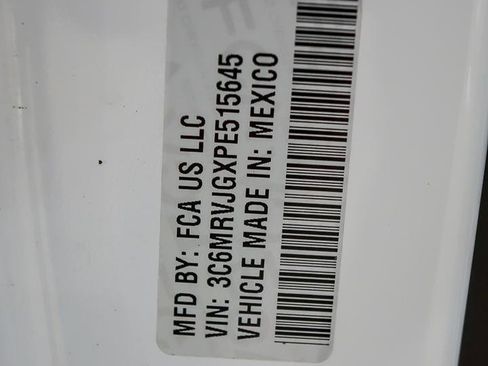 MFD BY: FCA US LLC
VIN: 3C6MRVJGXPE515645
VEHICLE MADE IN: MEXICO